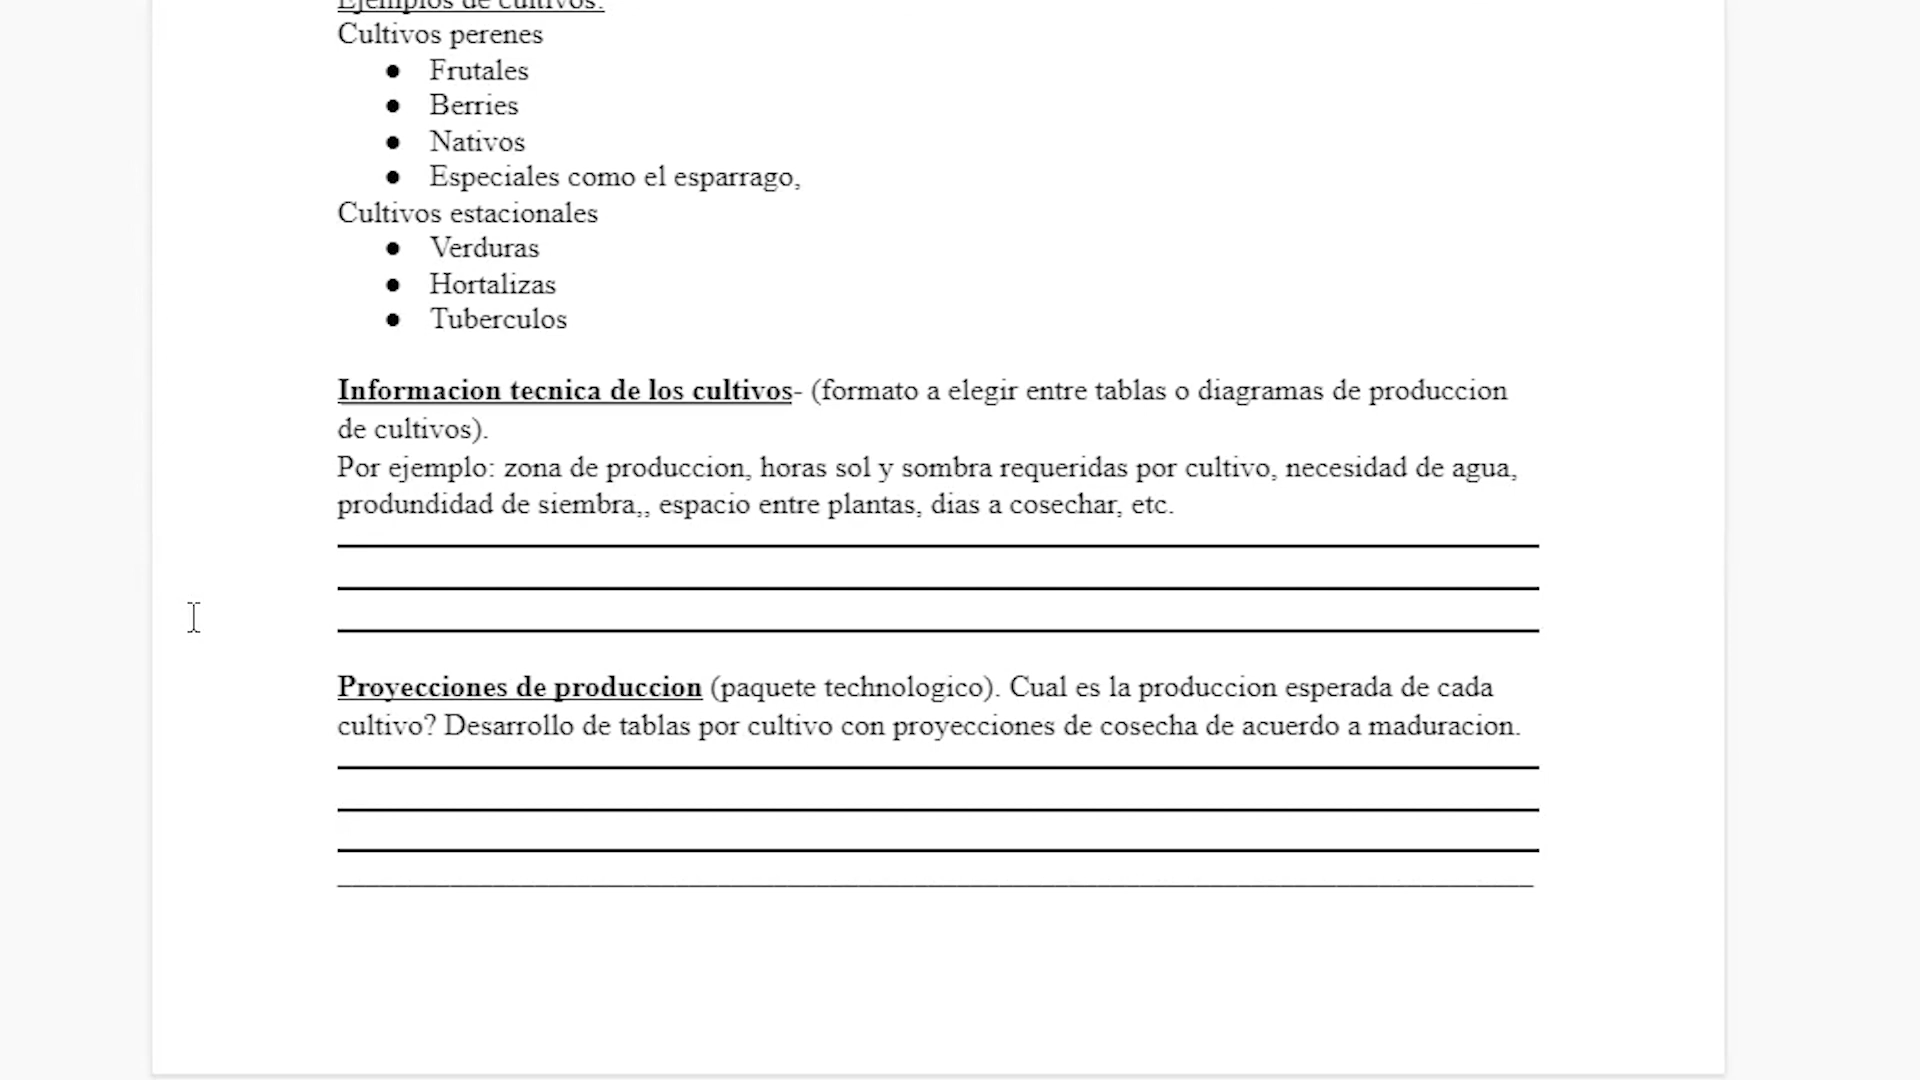 Ejemplos de cultivos:
Cultivos perenes
● Frutales
● Berries
● Nativos
● Especiales como el esparrago,
Cultivos estacionales
● Verduras
● Hortalizas
● Tuberculos
Informacion tecnica de los cultivos- (formato a elegir entre tablas o diagramas de produccion
de cultivos).
Por ejemplo: zona de produccion, horas sol y sombra requeridas por cultivo, necesidad de agua,
produndidad de siembra,, espacio entre plantas, dias a cosechar, etc.
Proyecciones de produccion (paquete technologico). Cual es la produccion esperada de cada
cultivo? Desarrollo de tablas por cultivo con proyecciones de cosecha de acuerdo a maduracion.